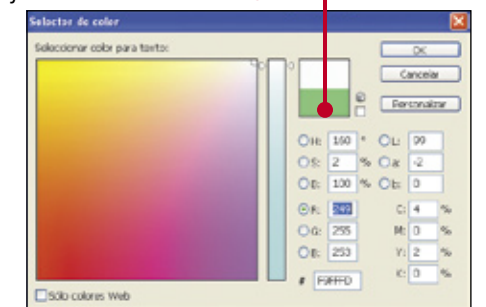 Selector de color
Seleccionar color para texto:
OK
Cancelar
Personalizar
H: 160 °
L: 99
S: 2 %
a: -2
B: 100 %
b: 0
R: 249
C: 4 %
G: 255
M: 0 %
B: 253
Y: 2 %
# F9FFFD
K: 0 %
Sólo colores Web